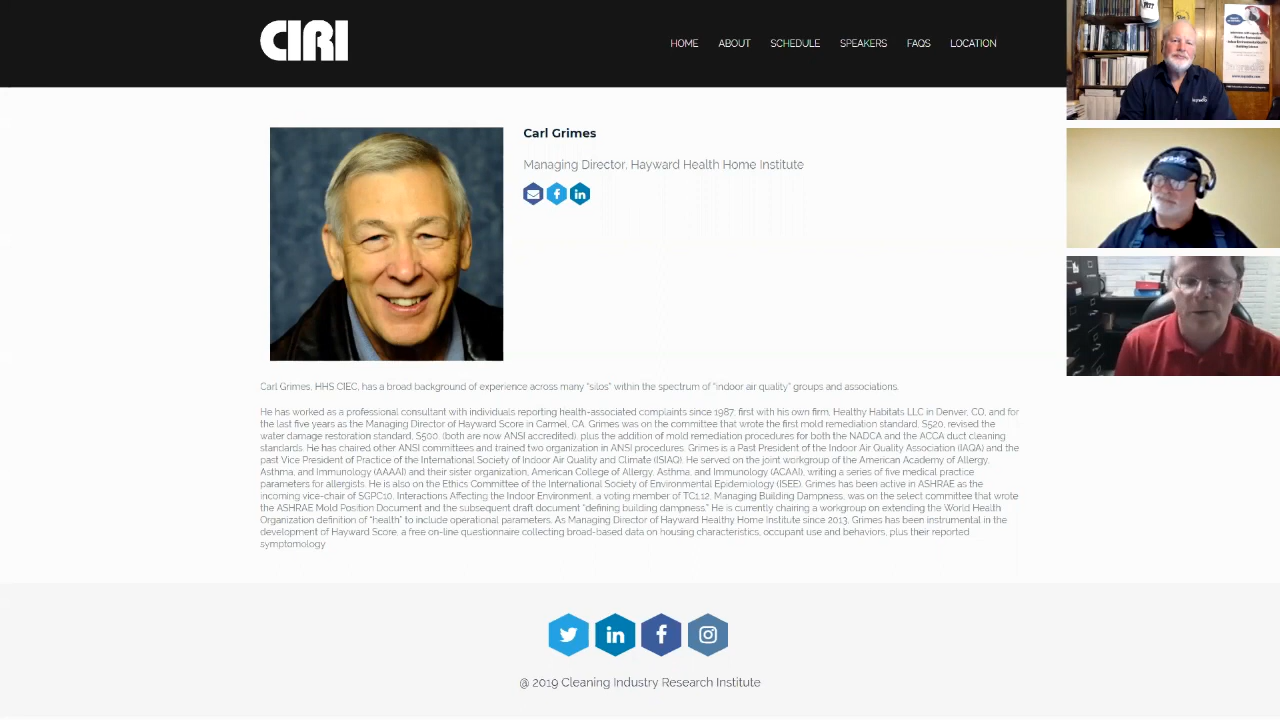 CIRI
HOME ABOUT SCHEDULE SPEAKERS FAQS LOCATION
Carl Grimes
Managing Director, Hayward Health Home Institute
Carl Grimes, HHS CIEC, has a broad background of experience across many “silos” within the spectrum of “indoor air quality” groups and associations.
He has worked as a professional consultant with individuals reporting health-associated complaints since 1987, first with his own firm, Healthy Habitats LLC in Denver, CO, and for
the last five years as the Managing Director of Hayward Score in Carmel, CA. Grimes was on the committee that wrote the first mold remediation standard, S520, revised the
water damage restoration standard, S500, (both are now ANSI accredited), plus the addition of mold remediation procedures for both the NADCA and the ACCA duct cleaning
standards. He has chaired other ANSI committees and trained two organization in ANSI procedures. Grimes is a Past President of the Indoor Air Quality Association (IAQA) and the
past Vice President of Practice of the International Society of Indoor Air Quality and Climate (ISIAQ). He served on the joint workgroup of the American Academy of Allergy,
Asthma, and Immunology (AAAAI) and their sister organization, American College of Allergy, Asthma, and Immunology (ACAAI), writing a series of five medical practice
parameters for allergists. He is also on the Ethics Committee of the International Society of Environmental Epidemiology (ISEE). Grimes has been active in ASHRAE as the
incoming vice-chair of SGPC10, Interactions Affecting the Indoor Environment, a voting member of TC1.12, Managing Building Dampness, was on the select committee that wrote
the ASHRAE Mold Position Document and the subsequent draft document “defining building dampness.” He is currently chairing a workgroup on extending the World Health
Organization definition of “health” to include operational parameters. As Managing Director of Hayward Healthy Home Institute since 2013, Grimes has been instrumental in the
development of Hayward Score, a free on-line questionnaire collecting broad-based data on housing characteristics, occupant use and behaviors, plus their reported
symptomology
@ 2019 Cleaning Industry Research Institute